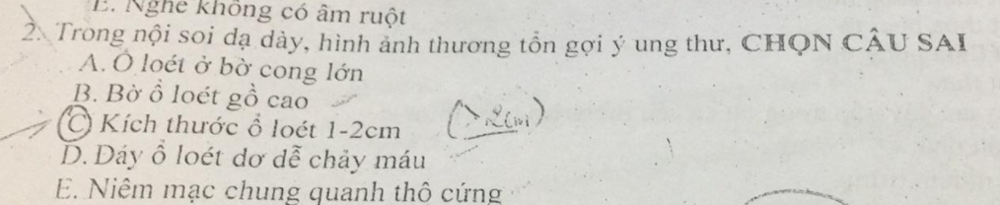 E. Nghe không có âm ruột
2. Trong nội soi dạ dày, hình ảnh thương tổn gợi ý ung thư, CHỌN CÂU SAI
A. Ổ loét ở bờ cong lớn
B. Bờ ổ loét gồ cao
C Kích thước ổ loét 1-2cm (>2cm)
D. Dáy ổ loét dơ dễ chảy máu
E. Niêm mạc chung quanh thô cứng